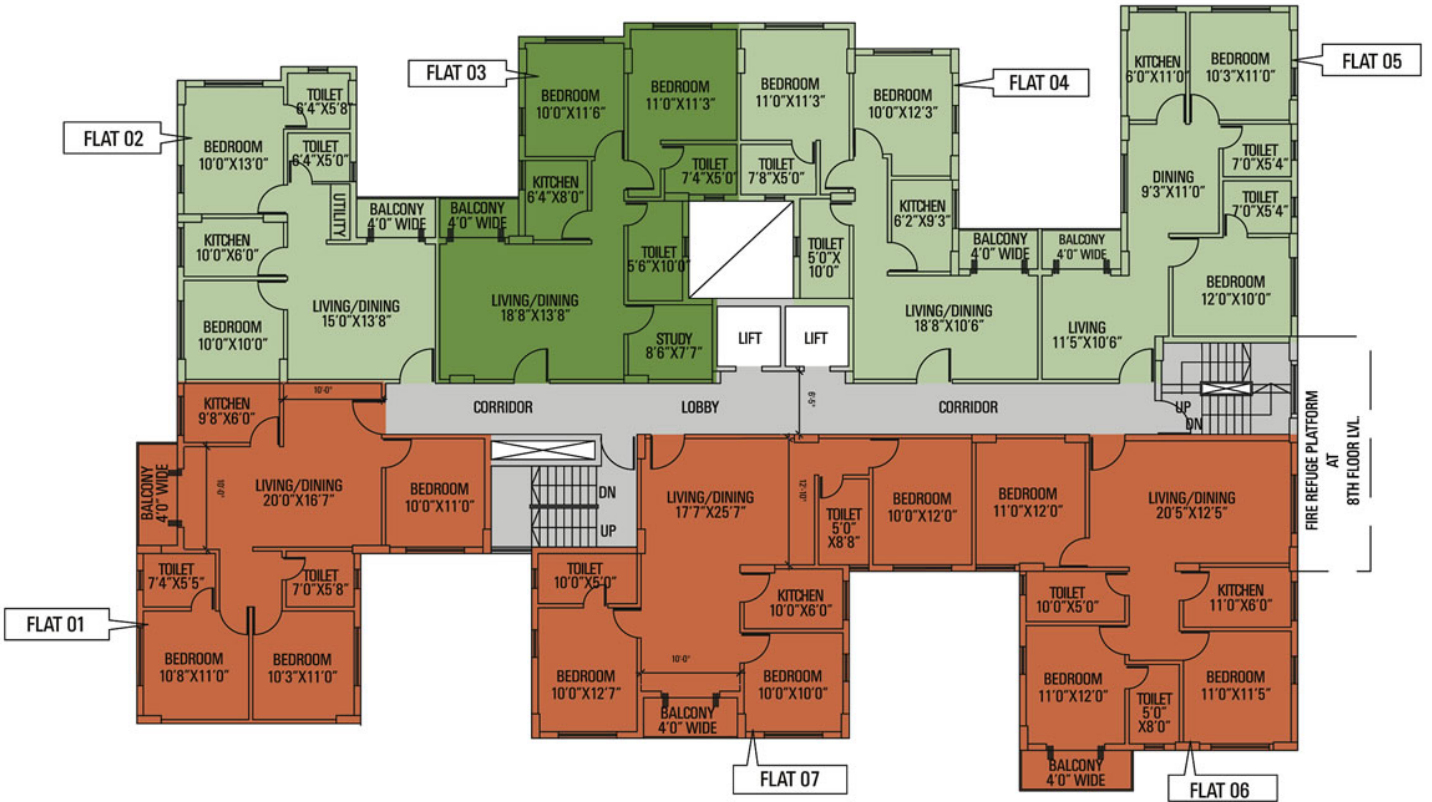 FLAT 01
FLAT 02
FLAT 03
FLAT 04
FLAT 05
FLAT 06
FLAT 07
BEDROOM
10'0"X13'0"
TOILET
6'4"X5'8"
TOILET
6'4"X5'0"
UTILITY
BALCONY
4'0" WIDE
KITCHEN
10'0"X6'0"
BEDROOM
10'0"X10'0"
LIVING/DINING
15'0"X13'8"
BEDROOM
10'0"X11'6"
BEDROOM
11'0"X11'3"
KITCHEN
6'4"X8'0"
TOILET
7'4"X5'0"
BALCONY
4'0" WIDE
TOILET
5'6"X10'0"
LIVING/DINING
18'8"X13'8"
STUDY
8'6"X7'7"
BEDROOM
11'0"X11'3"
BEDROOM
10'0"X12'3"
TOILET
7'8"X5'0"
KITCHEN
6'2"X9'3"
TOILET
5'0"X
10'0"
BALCONY
4'0" WIDE
LIVING/DINING
18'8"X10'6"
KITCHEN
6'0"X11'0"
BEDROOM
10'3"X11'0"
TOILET
7'0"X5'4"
DINING
9'3"X11'0"
TOILET
7'0"X5'4"
BALCONY
4'0" WIDE
BEDROOM
12'0"X10'0"
LIVING
11'5"X10'6"
LIFT
LIFT
CORRIDOR
LOBBY
6'-5"
CORRIDOR
UP
DN
FIRE REFUGE PLATFORM
AT
8TH FLOOR LVL.
KITCHEN
9'8"X6'0"
10'-0"
BALCONY
4'0" WIDE
10'-0"
LIVING/DINING
20'0"X16'7"
BEDROOM
10'0"X11'0"
TOILET
7'4"X5'5"
TOILET
7'0"X5'8"
BEDROOM
10'8"X11'0"
BEDROOM
10'3"X11'0"
DN
UP
LIVING/DINING
17'7"X25'7"
12'-10"
TOILET
5'0"
X8'8"
BEDROOM
10'0"X12'0"
TOILET
10'0"X5'0"
KITCHEN
10'0"X6'0"
BEDROOM
10'0"X12'7"
10'-0"
BEDROOM
10'0"X10'0"
BALCONY
4'0" WIDE
BEDROOM
11'0"X12'0"
LIVING/DINING
20'5"X12'5"
TOILET
10'0"X5'0"
KITCHEN
11'0"X6'0"
BEDROOM
11'0"X12'0"
TOILET
5'0"
X8'0"
BEDROOM
11'0"X11'5"
BALCONY
4'0" WIDE